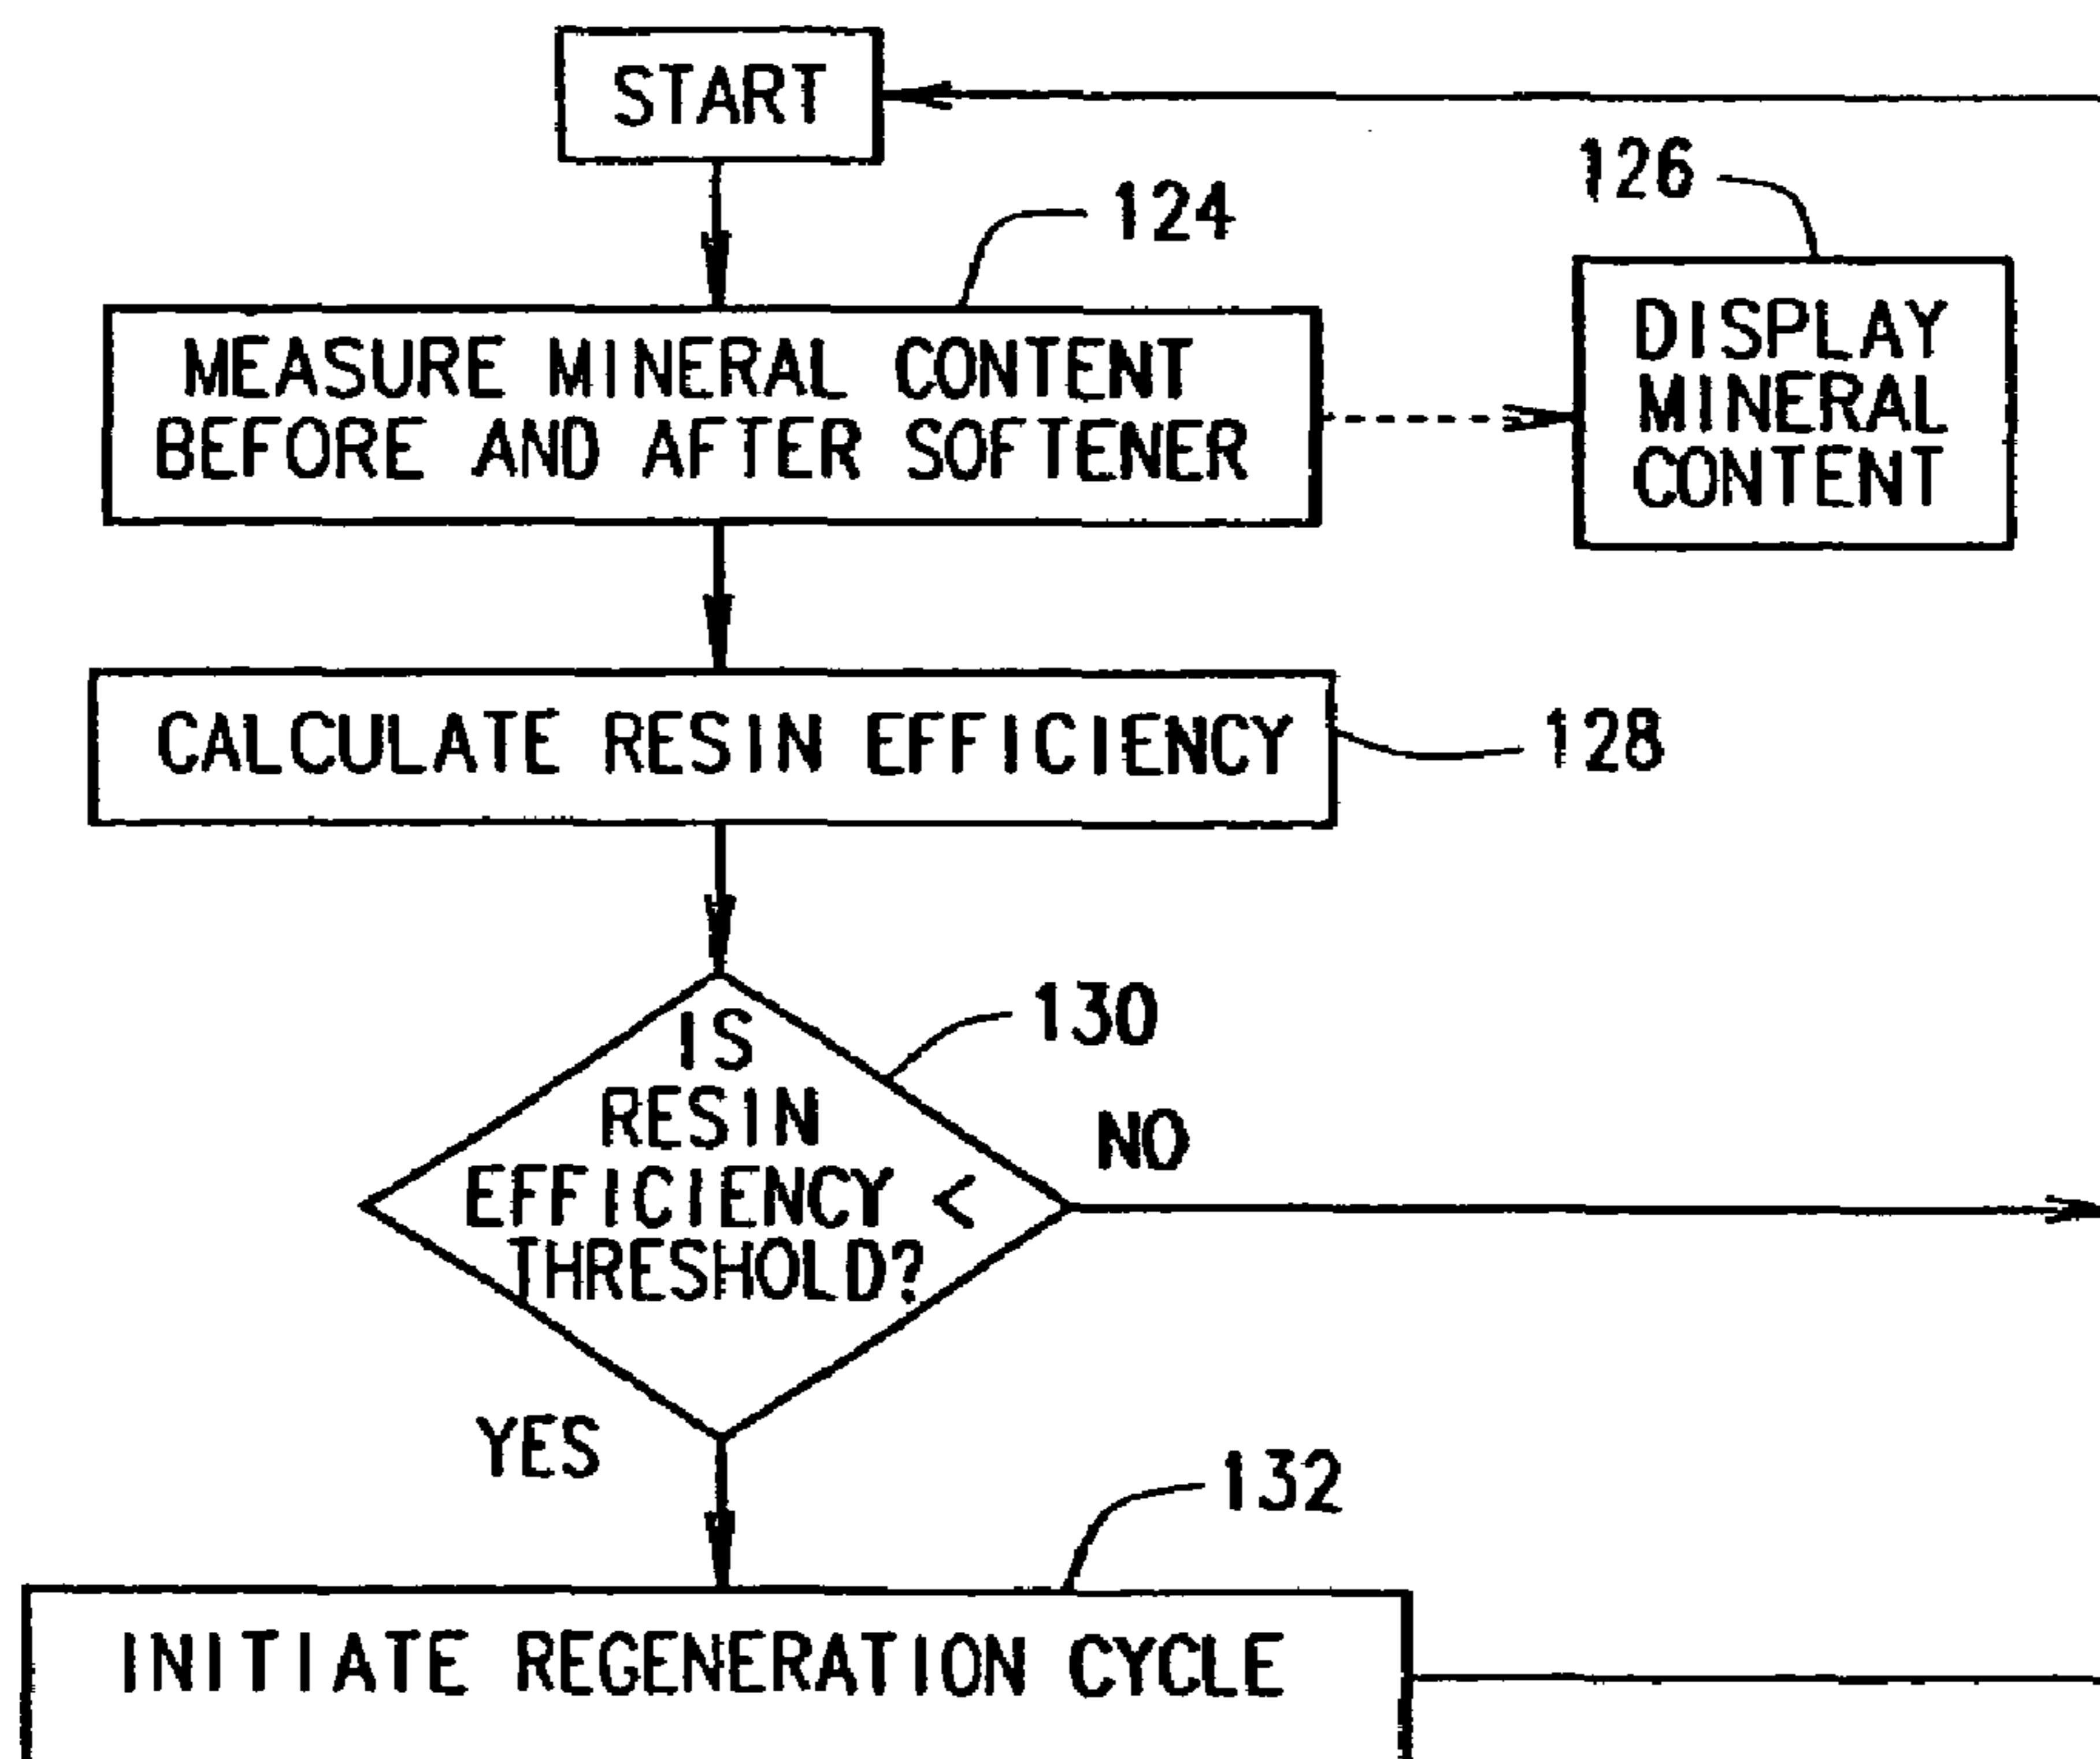 START
126
124
MEASURE MINERAL CONTENT
BEFORE AND AFTER SOFTENER
DISPLAY
MINERAL
CONTENT
CALCULATE RESIN EFFICIENCY
128
130
IS
RESIN
EFFICIENCY <
THRESHOLD?
NO
YES
132
INITIATE REGENERATION CYCLE